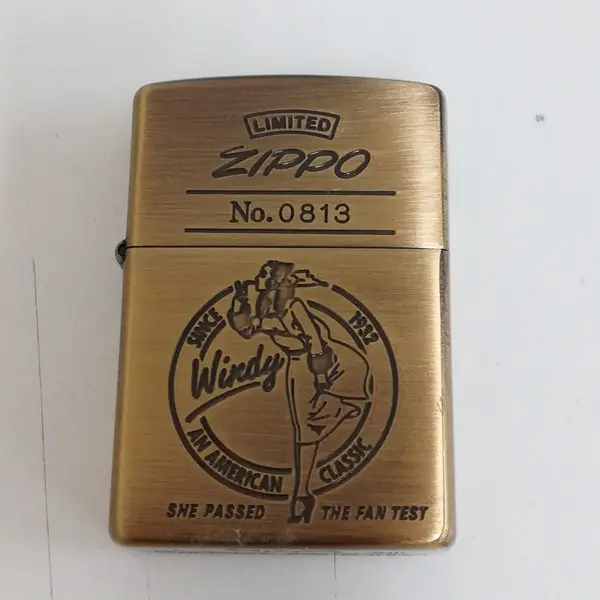 LIMITED
ZIPPO
No. 0813
SINCE 1932
Windy
AN AMERICAN CLASSIC
SHE PASSED THE FAN TEST